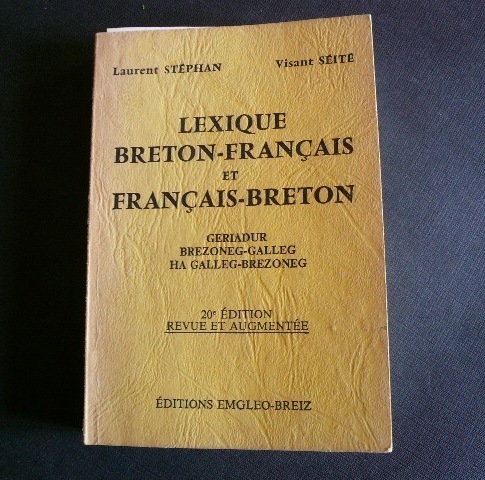 Laurent STÉPHAN Visant SÉITÉ
LEXIQUE
BRETON-FRANÇAIS
ET
FRANÇAIS-BRETON
GERIADUR
BREZONEG-GALLEG
HA GALLEG-BREZONEG
20e ÉDITION
REVUE ET AUGMENTÉE
ÉDITIONS EMGLEO-BREIZ